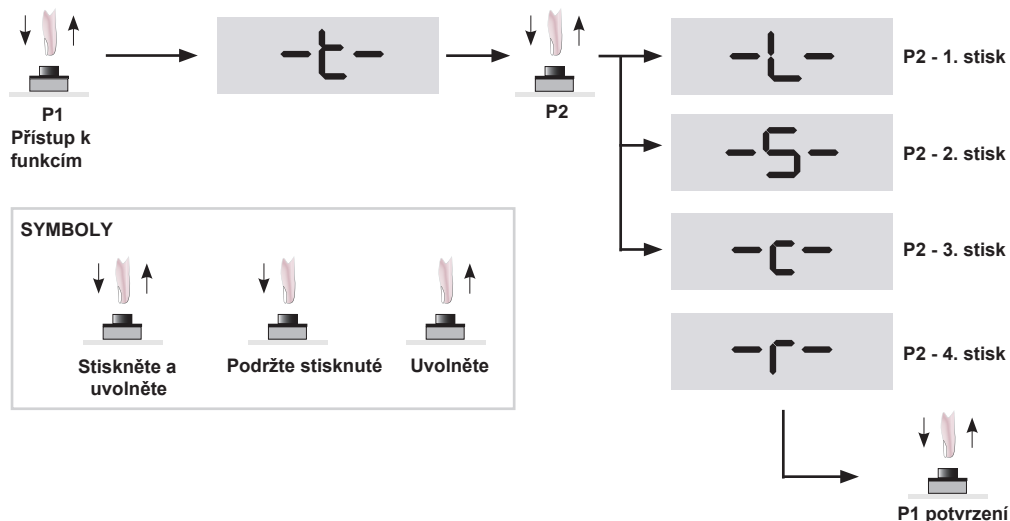 P1
Přístup k
funkcím
-t-
P2
-L-
P2 - 1. stisk
-S-
P2 - 2. stisk
-c-
P2 - 3. stisk
-r-
P2 - 4. stisk
SYMBOLY
Stiskněte a
uvolněte
Podržte stisknuté
Uvolněte
P1 potvrzení